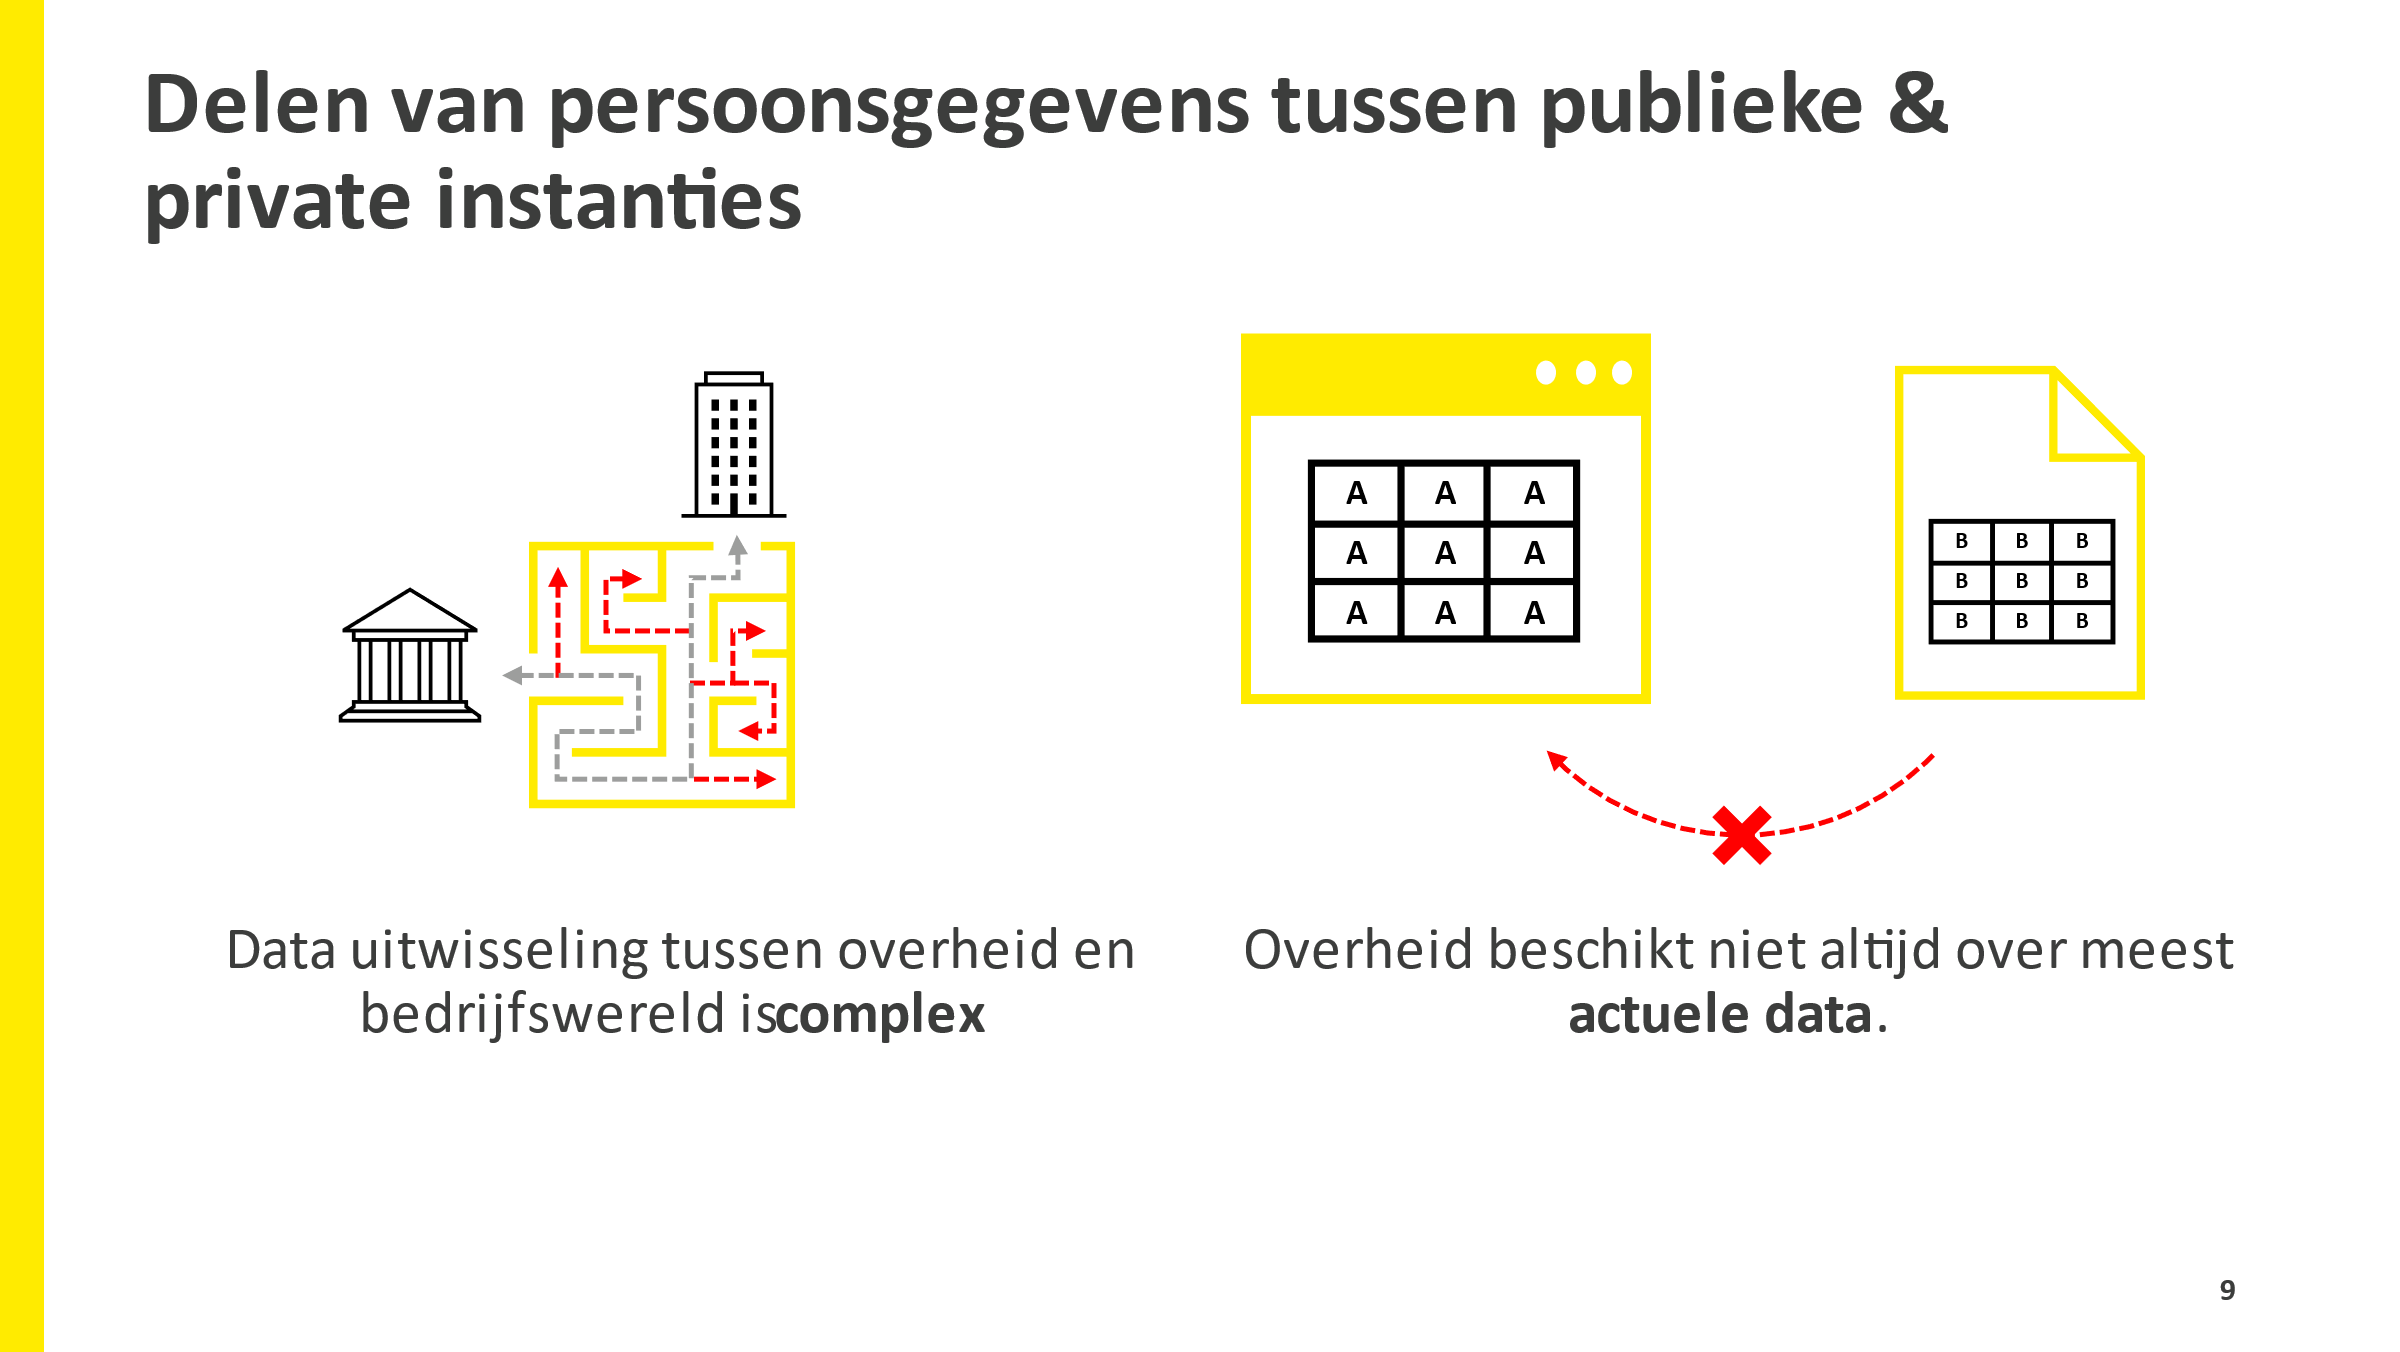 Delen van persoonsgegevens tussen publieke &
private instanties
A A A
A A A
A A A
B B B
B B B
B B B
Data uitwisseling tussen overheid en
bedrijfswereld iscomplex
Overheid beschikt niet altijd over meest
actuele data.
9